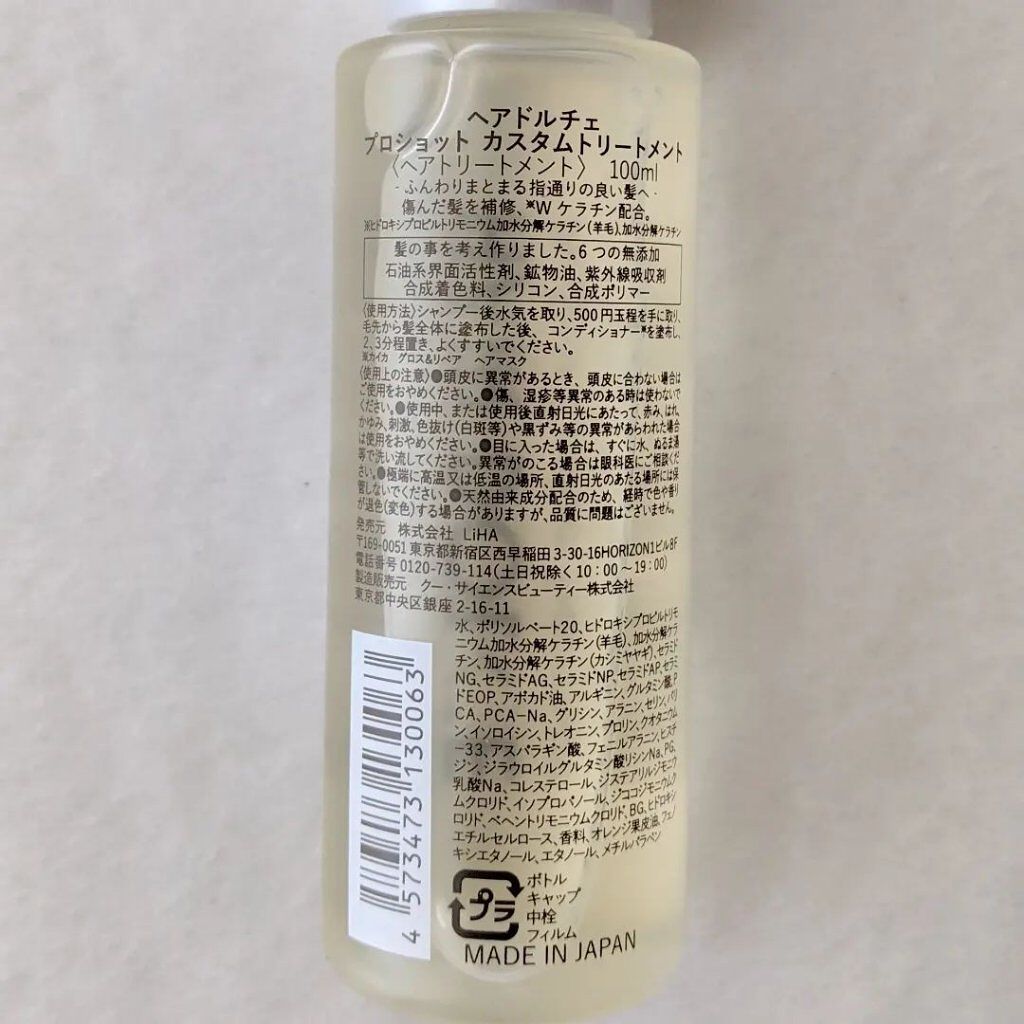 ヘアドルチェ
プロショット カスタムトリートメント
〈ヘアトリートメント〉 100ml
- ふんわりまとまる指通りの良い髪へ -
傷んだ髪を補修、※W ケラチン配合。
※ヒドロキシプロピルトリモニウム加水分解ケラチン(羊毛)、加水分解ケラチン
髪の事を考え作りました。6 つの無添加
石油系界面活性剤、鉱物油、紫外線吸収剤
合成着色料、シリコン、合成ポリマー
〈使用方法〉シャンプー後水気を取り、500円玉程を手に取り、
毛先から髪全体に塗布した後、コンディショナー※を塗布し、
2、3分程置き、よくすすいでください。
※カイカ グロス&リペア ヘアマスク
〈使用上の注意〉●頭皮に異常があるとき、頭皮に合わない場合は
ご使用をおやめください。●傷、湿疹等異常のある時は使わないで
ください。●使用中、または使用後直射日光にあたって、赤み、はれ、
かゆみ、刺激、色抜け(白斑等)や黒ずみ等の異常があらわれた場合
は使用をおやめください。●目に入った場合は、すぐに水、ぬるま湯
等で洗い流してください。異常がのこる場合は眼科医にご相談くだ
さい。●極端に高温又は低温の場所、直射日光のあたる場所には保
管しないでください。●天然由来成分配合のため、経時で色や香り
が退色(変色)する場合がありますが、品質に問題はございません。
発売元 株式会社 LiHA
〒169-0051 東京都新宿区西早稲田 3-30-16HORIZON1ビル8F
電話番号 0120-739-114(土日祝除く10:00～19:00)
製造販売元 クー・サイエンスビューティー株式会社
東京都中央区銀座 2-16-11
水、ポリソルベート20、ヒドロキシプロピルトリモ
ニウム加水分解ケラチン(羊毛)、加水分解ケラ
チン、加水分解ケラチン(カシミヤヤギ)、セラミド
NG、セラミドAG、セラミドNP、セラミドAP、セラミ
ドEOP、アボカド油、アルギニン、グルタミン酸、P
CA、PCA-Na、グリシン、アラニン、セリン、バリ
ン、イソロイシン、トレオニン、プロリン、クオタニウム
-33、アスパラギン酸、フェニルアラニン、ヒスチ
ジン、ジラウロイルグルタミン酸リシンNa、PG、
乳酸Na、コレステロール、ジステアリルジモニウ
ムクロリド、イソプロパノール、ジココジモニウムク
ロリド、ベヘントリモニウムクロリド、BG、ヒドロキシ
エチルセルロース、香料、オレンジ果皮油、フェノ
キシエタノール、エタノール、メチルパラベン
4 573473 130063
プラ
ボトル
キャップ
中栓
フィルム
MADE IN JAPAN